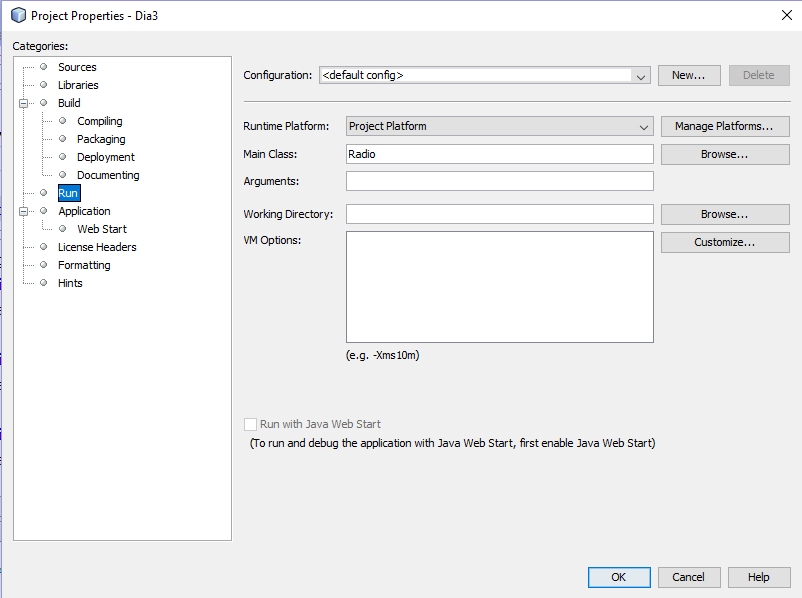 Project Properties - Dia3
Categories:
Sources
Libraries
Build
Compiling
Packaging
Deployment
Documenting
Run
Application
Web Start
License Headers
Formatting
Hints
Configuration: <default config> New... Delete
Runtime Platform: Project Platform Manage Platforms...
Main Class: Radio Browse...
Arguments:
Working Directory: Browse...
VM Options: Customize...
(e.g. -Xms10m)
Run with Java Web Start
(To run and debug the application with Java Web Start, first enable Java Web Start)
OK Cancel Help